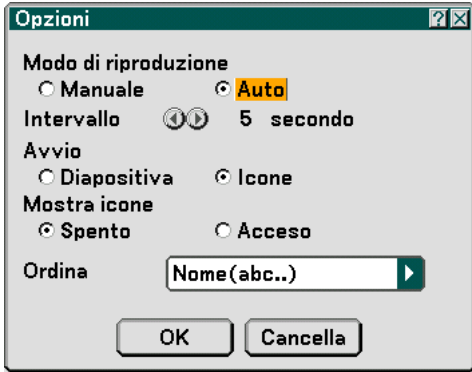 Opzioni
Modo di riproduzione
Manuale Auto
Intervallo 5 secondo
Avvio
Diapositiva Icone
Mostra icone
Spento Acceso
Ordina Nome(abc..)
OK Cancella